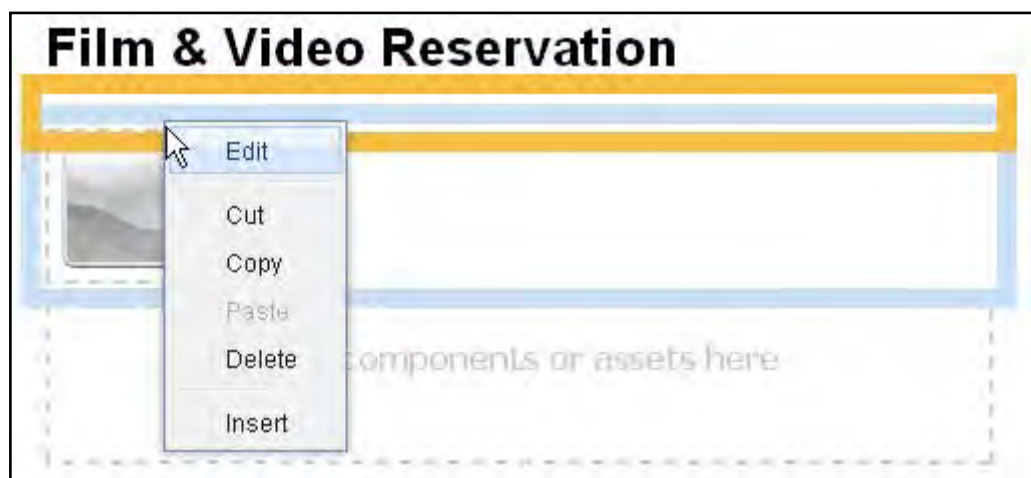 Film & Video Reservation
Edit
Cut
Copy
Paste
Delete
components or assets here
Insert